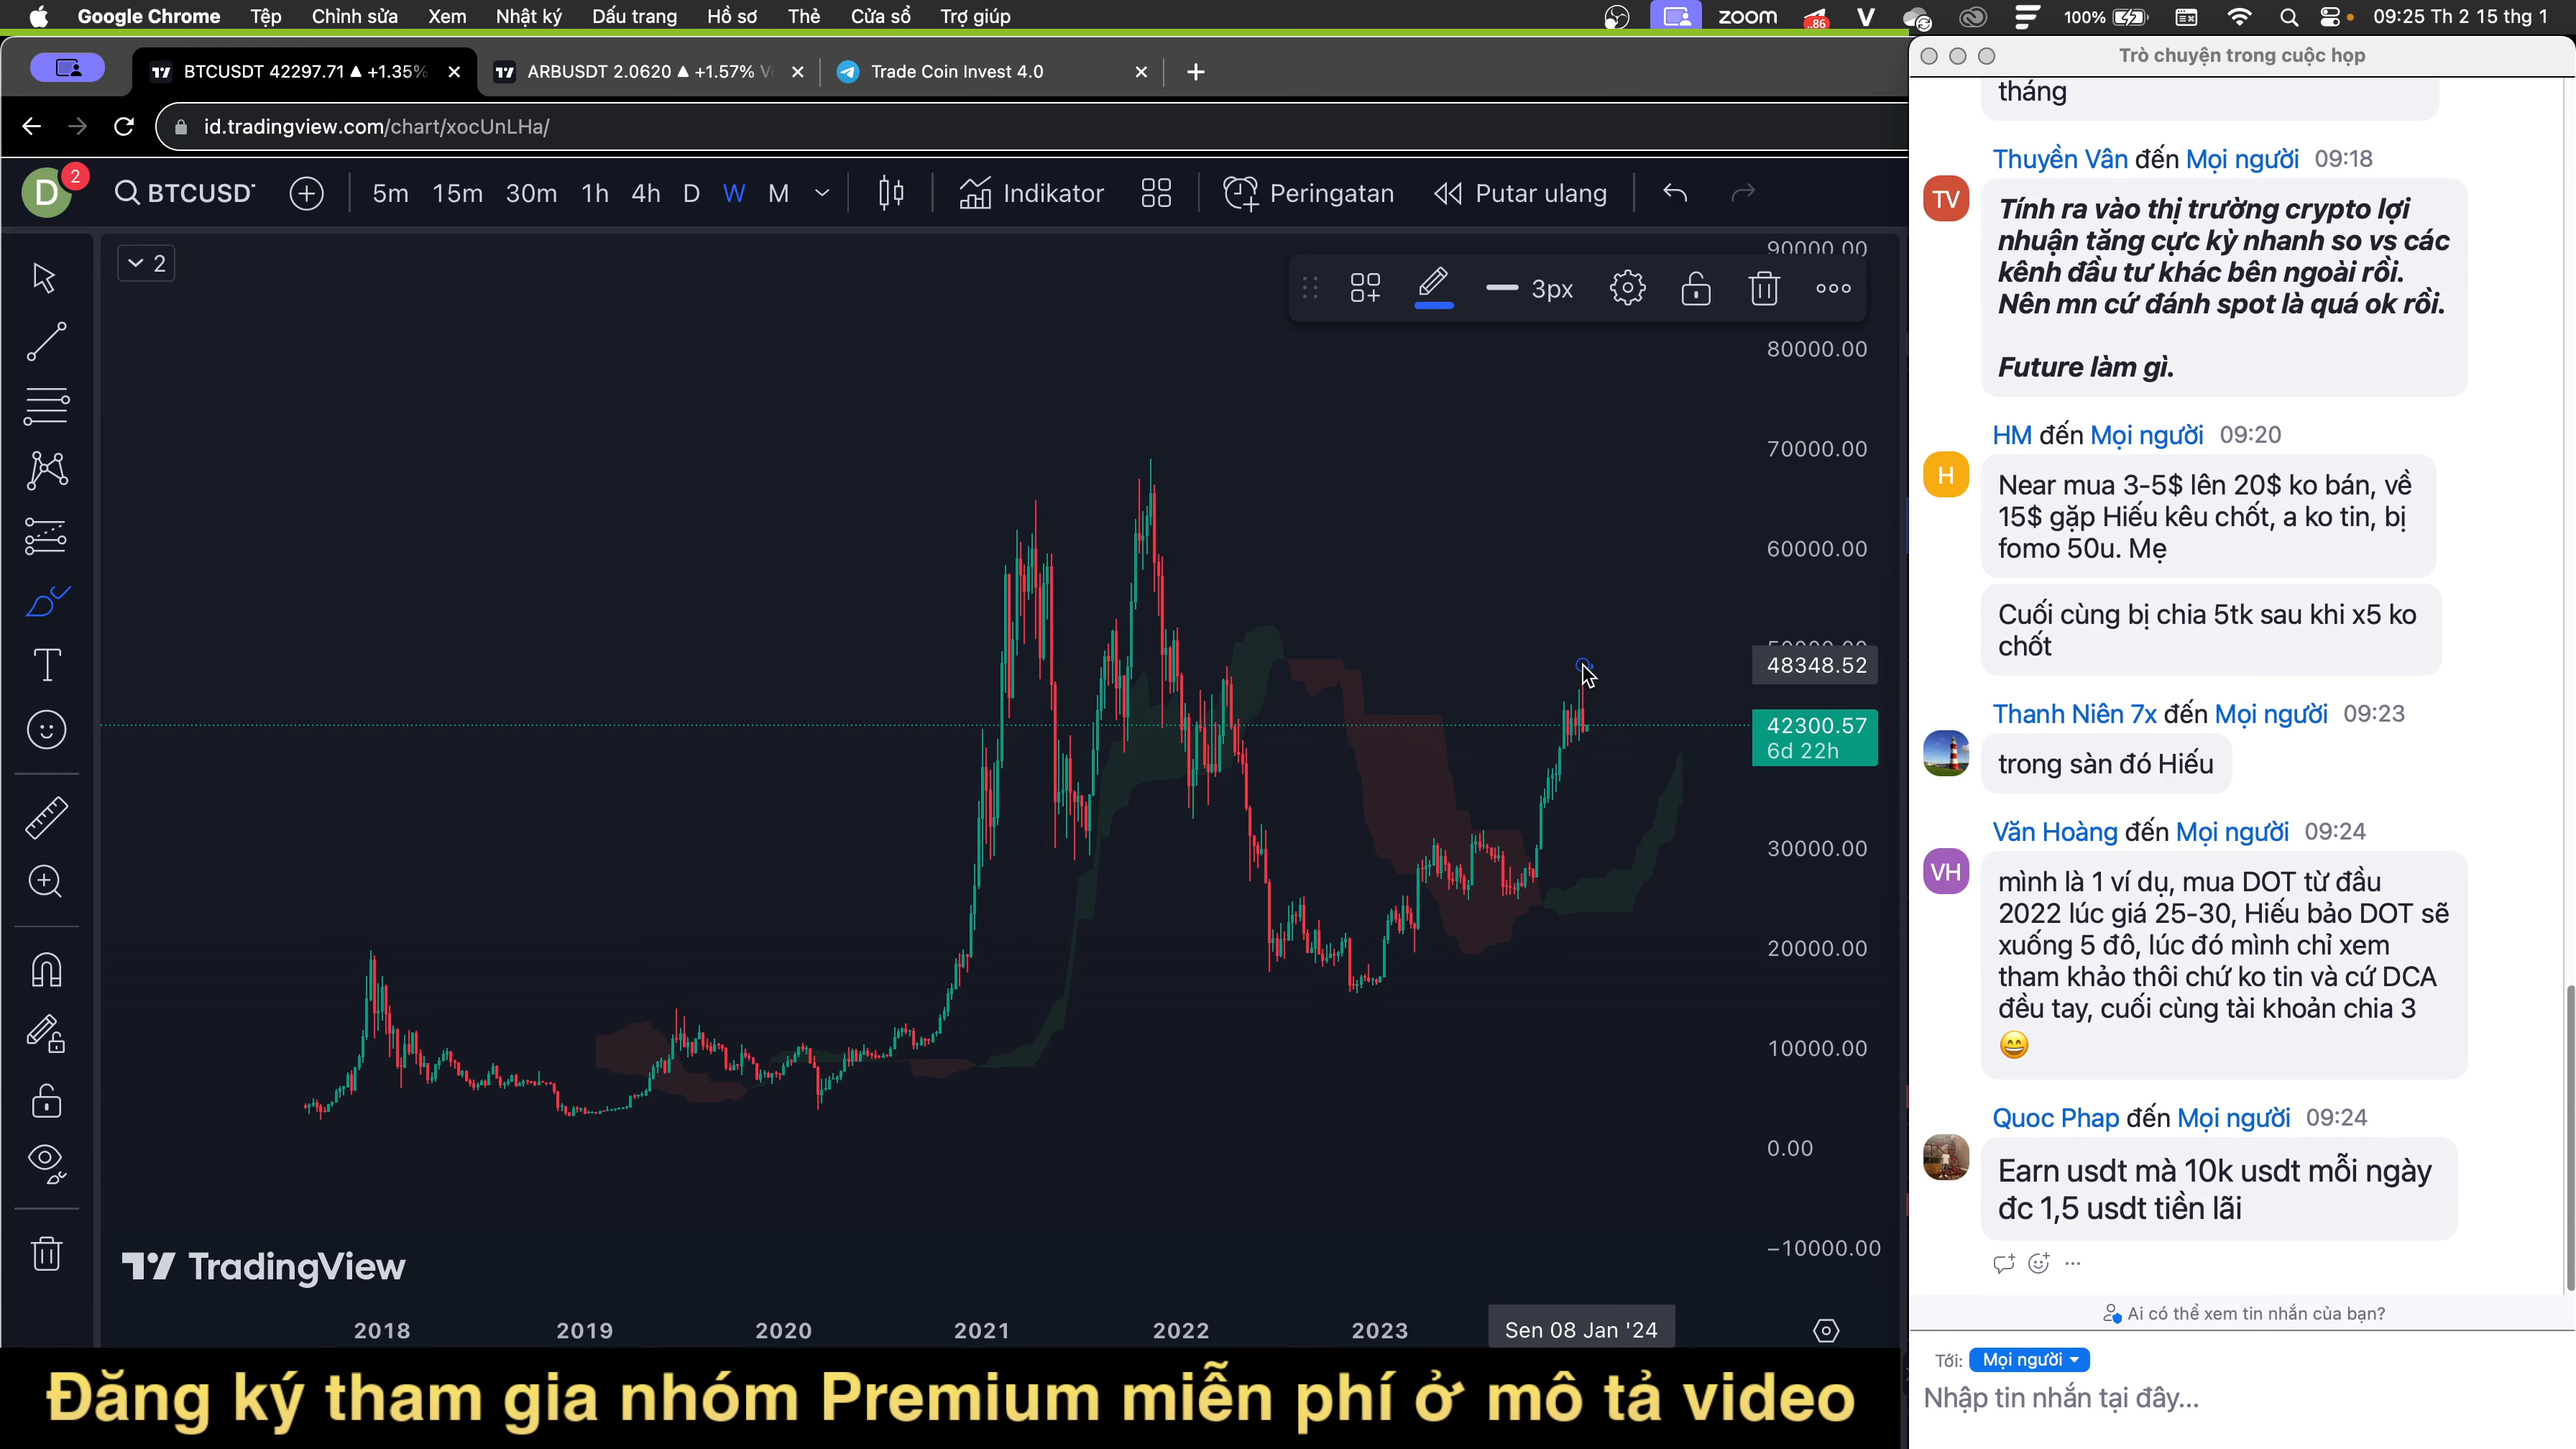 Google Chrome Tệp Chỉnh sửa Xem Nhật ký Dấu trang Hồ sơ Thẻ Cửa sổ Trợ giúp
zoom ..86 V 100% 09:25 Th 2 15 thg 1
BTCUSDT 42297.71 ▲ +1.35%
ARBUSDT 2.0620 ▲ +1.57%
Trade Coin Invest 4.0
id.tradingview.com/chart/xocUnLHa/
D 2 BTCUSD 5m 15m 30m 1h 4h D W M Indikator Peringatan Putar ulang
2
3px
90000.00
80000.00
70000.00
60000.00
48348.52
42300.57
6d 22h
30000.00
20000.00
10000.00
0.00
−10000.00
TradingView
2018 2019 2020 2021 2022 2023 Sen 08 Jan '24
Đăng ký tham gia nhóm Premium miễn phí ở mô tả video
Trò chuyện trong cuộc họp
tháng
Thuyền Vân đến Mọi người 09:18
TV
Tính ra vào thị trường crypto lợi
nhuận tăng cực kỳ nhanh so vs các
kênh đầu tư khác bên ngoài rồi.
Nên mn cứ đánh spot là quá ok rồi.
Future làm gì.
HM đến Mọi người 09:20
H
Near mua 3-5$ lên 20$ ko bán, về
15$ gặp Hiếu kêu chốt, a ko tin, bị
fomo 50u. Mẹ
Cuối cùng bị chia 5tk sau khi x5 ko
chốt
Thanh Niên 7x đến Mọi người 09:23
trong sàn đó Hiếu
Văn Hoàng đến Mọi người 09:24
VH
mình là 1 ví dụ, mua DOT từ đầu
2022 lúc giá 25-30, Hiếu bảo DOT sẽ
xuống 5 đô, lúc đó mình chỉ xem
tham khảo thôi chứ ko tin và cứ DCA
đều tay, cuối cùng tài khoản chia 3
Quoc Phap đến Mọi người 09:24
Earn usdt mà 10k usdt mỗi ngày
đc 1,5 usdt tiền lãi
Ai có thể xem tin nhắn của bạn?
Tới: Mọi người
Nhập tin nhắn tại đây...